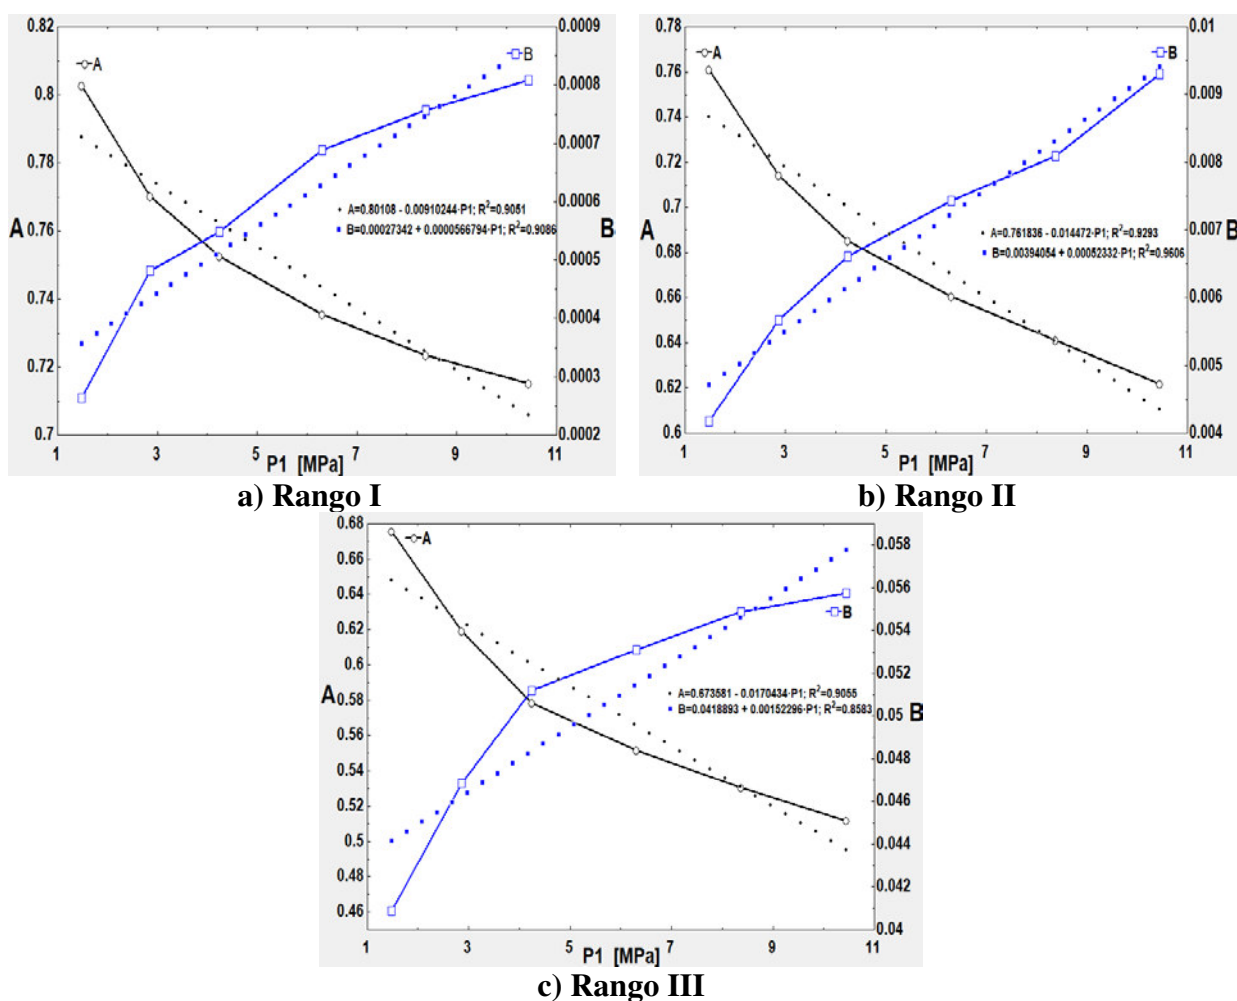 0.82
0.8
0.78
0.76
0.74
0.72
0.7
A
A
B
0.0009
0.0008
0.0007
0.0006
0.0005
0.0004
0.0003
0.0002
B
A=0.80108 - 0.00910244·P1; R²=0.9051
B=0.00027342 + 0.0000566794·P1; R²=0.9086
1 3 5 7 9 11
P1 [MPa]
a) Rango I
0.78
0.76
0.74
0.72
0.7
0.68
0.66
0.64
0.62
0.6
A
A
B
0.01
0.009
0.008
0.007
0.006
0.005
0.004
B
A=0.761836 - 0.014472·P1; R²=0.9293
B=0.00394054 + 0.00052332·P1; R²=0.9606
1 3 5 7 9 11
P1 [MPa]
b) Rango II
0.68
0.66
0.64
0.62
0.6
0.58
0.56
0.54
0.52
0.5
0.48
0.46
A
A
B
0.058
0.056
0.054
0.052
0.05
0.048
0.046
0.044
0.042
0.04
B
A=0.673581 - 0.0170434·P1; R²=0.9055
B=0.0418893 + 0.00152296·P1; R²=0.8583
1 3 5 7 9 11
P1 [MPa]
c) Rango III